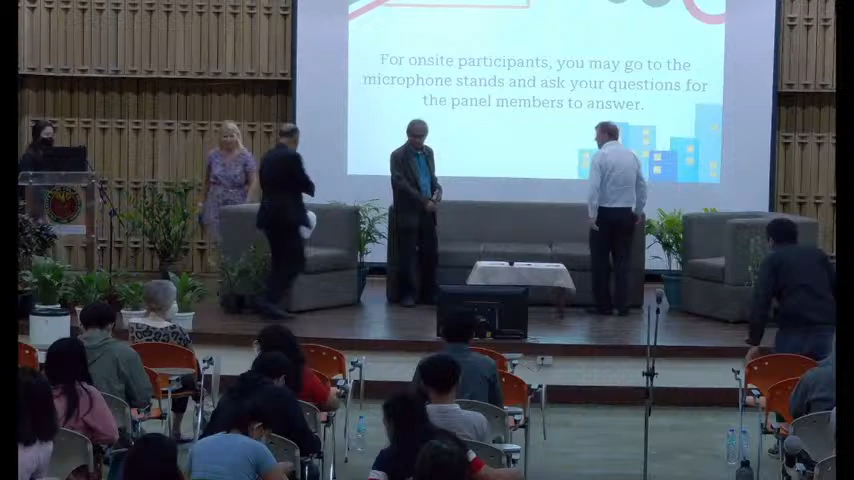 For onsite participants, you may go to the
microphone stands and ask your questions for
the panel members to answer.